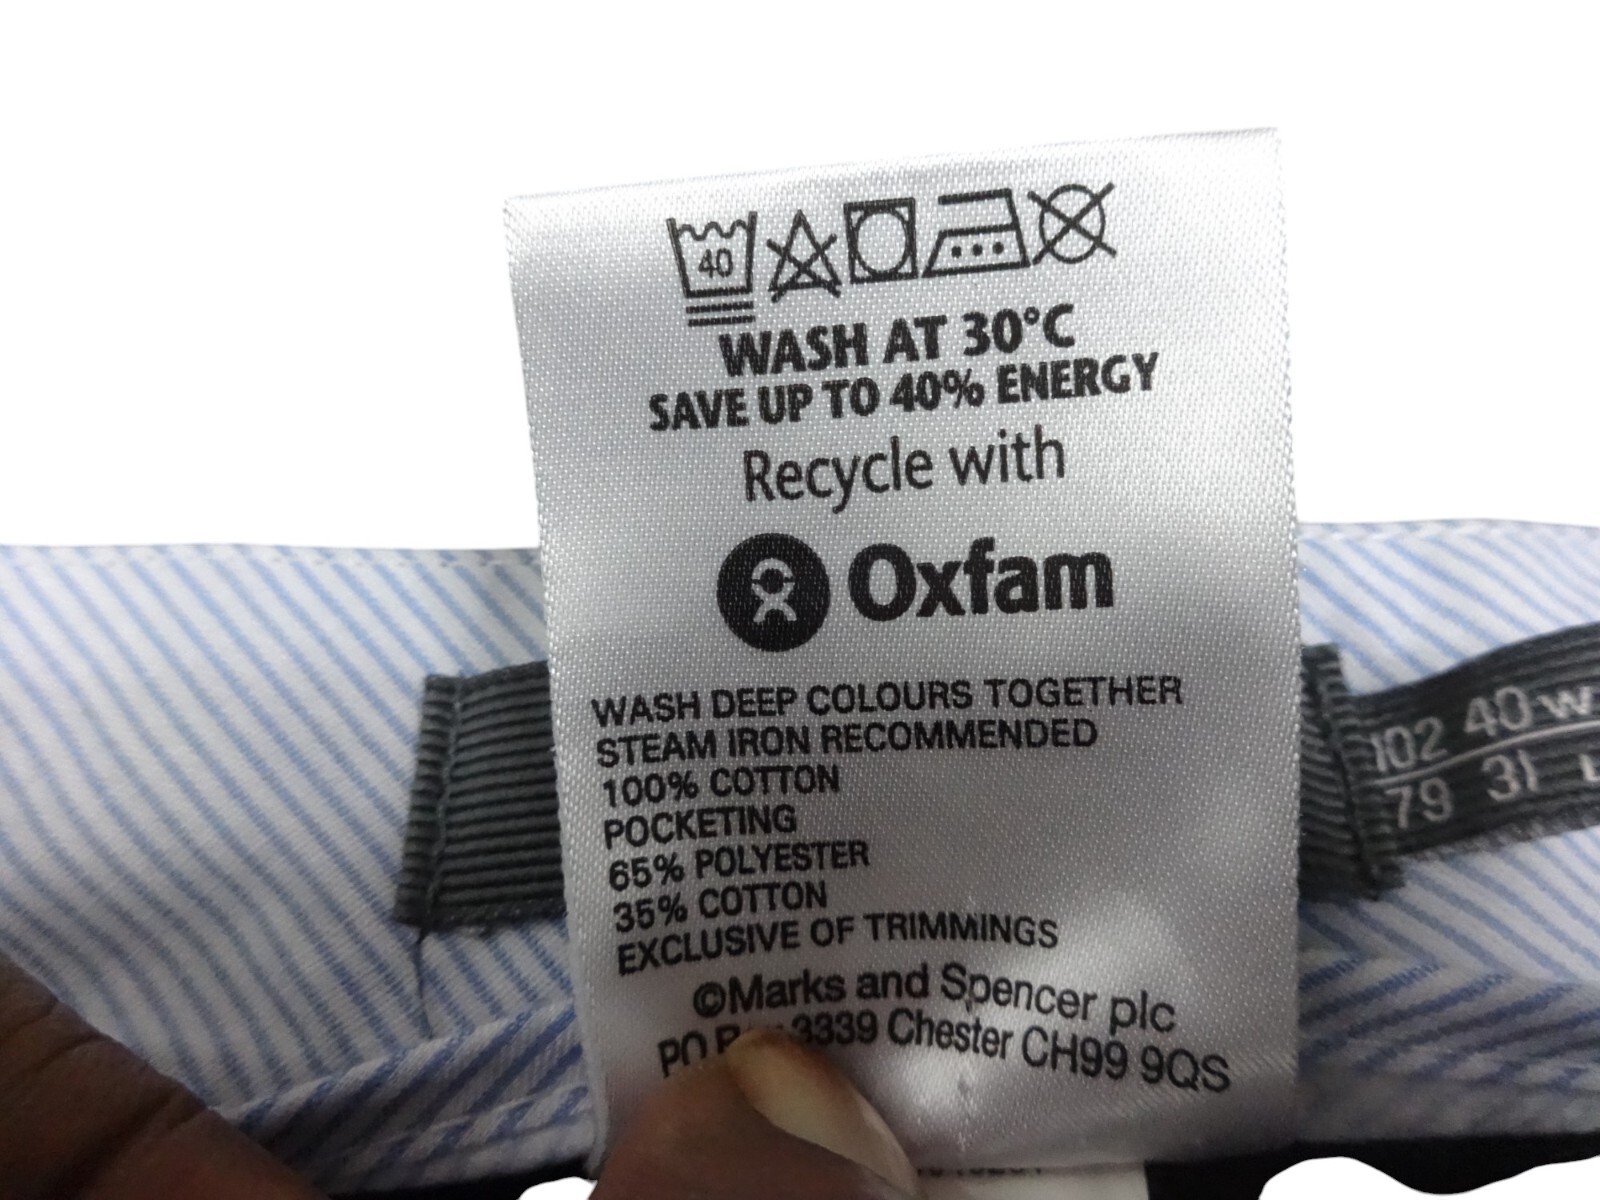 40
WASH AT 30°C
SAVE UP TO 40% ENERGY
Recycle with
Oxfam
WASH DEEP COLOURS TOGETHER
STEAM IRON RECOMMENDED
100% COTTON
POCKETING
65% POLYESTER
35% COTTON
EXCLUSIVE OF TRIMMINGS
©Marks and Spencer plc
PO 3339 Chester CH99 9QS
102 40 W
79 31 L